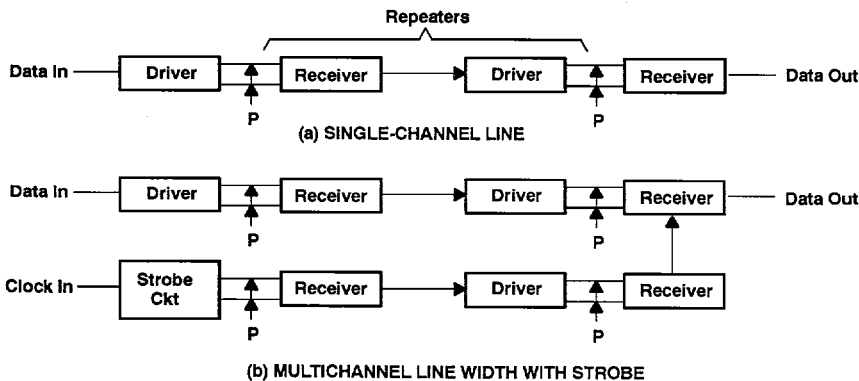 Repeaters
Data In
Driver
Receiver
Driver
Receiver
Data Out
P
P
(a) SINGLE-CHANNEL LINE
Data In
Driver
Receiver
Driver
Receiver
Data Out
P
P
Clock In
Strobe
Ckt
Receiver
Driver
Receiver
P
P
(b) MULTICHANNEL LINE WIDTH WITH STROBE